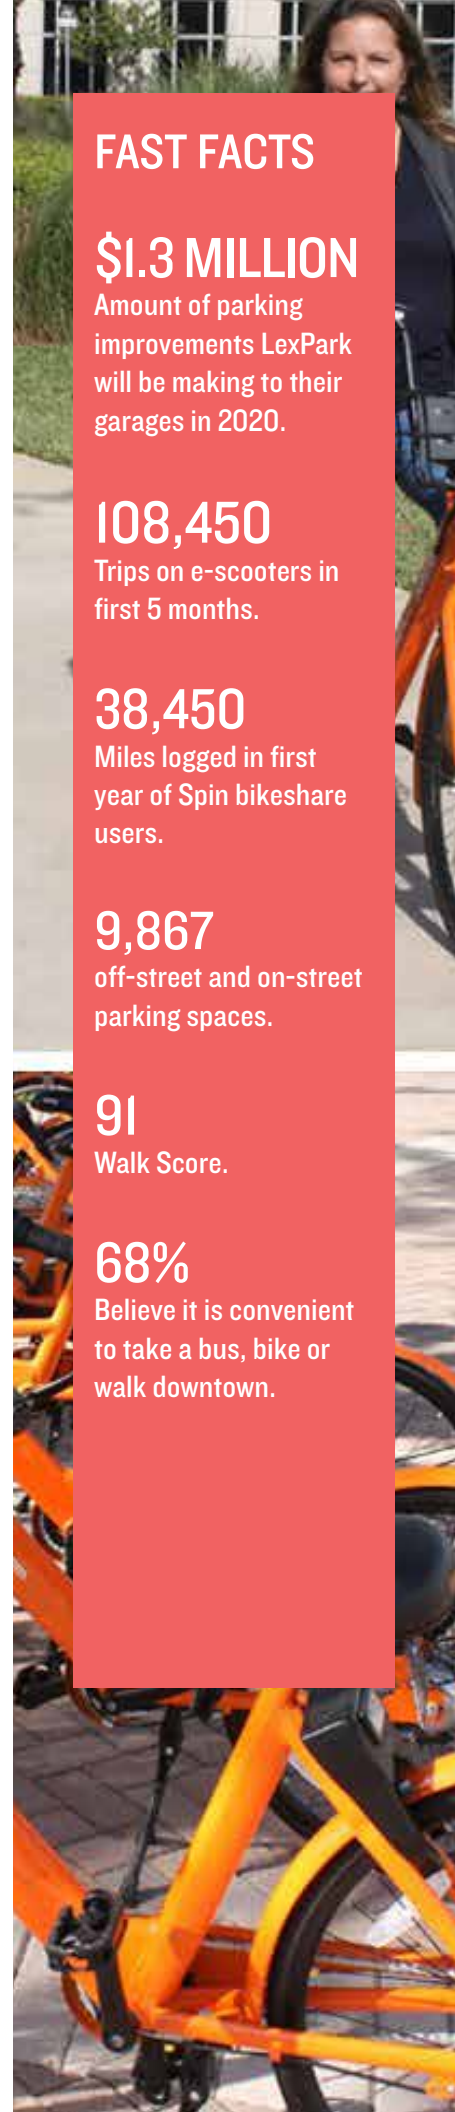 FAST FACTS
$1.3 MILLION
Amount of parking
improvements LexPark
will be making to their
garages in 2020.
108,450
Trips on e-scooters in
first 5 months.
38,450
Miles logged in first
year of Spin bikeshare
users.
9,867
off-street and on-street
parking spaces.
91
Walk Score.
68%
Believe it is convenient
to take a bus, bike or
walk downtown.